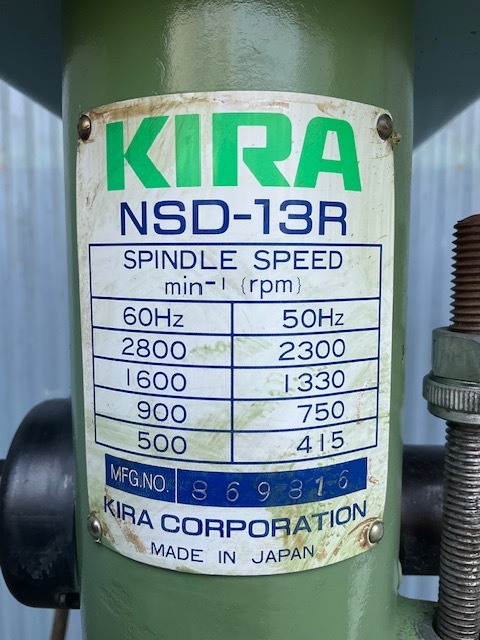 KIRA
NSD-13R
SPINDLE SPEED
min⁻¹ {rpm}
60Hz 50Hz
2800 2300
1600 1330
900 750
500 415
MFG.NO. 869816
KIRA CORPORATION
MADE IN JAPAN